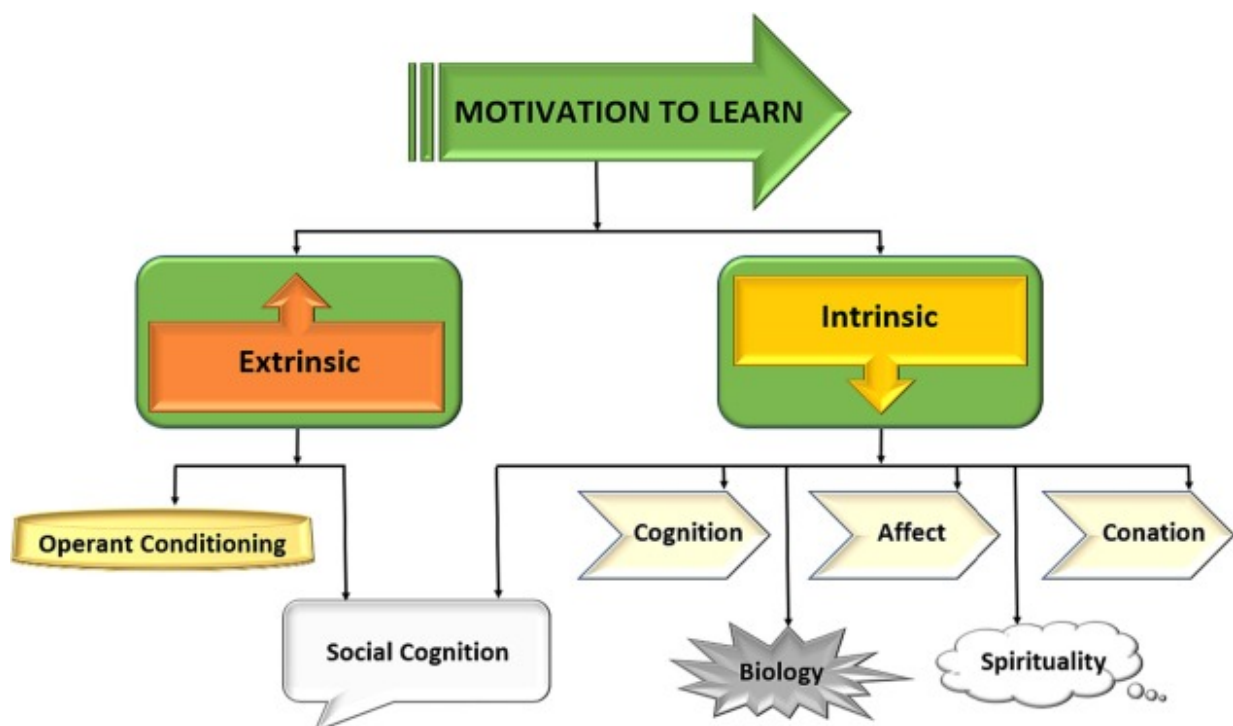 MOTIVATION TO LEARN
Extrinsic
Intrinsic
Operant Conditioning
Social Cognition
Cognition
Affect
Conation
Biology
Spirituality